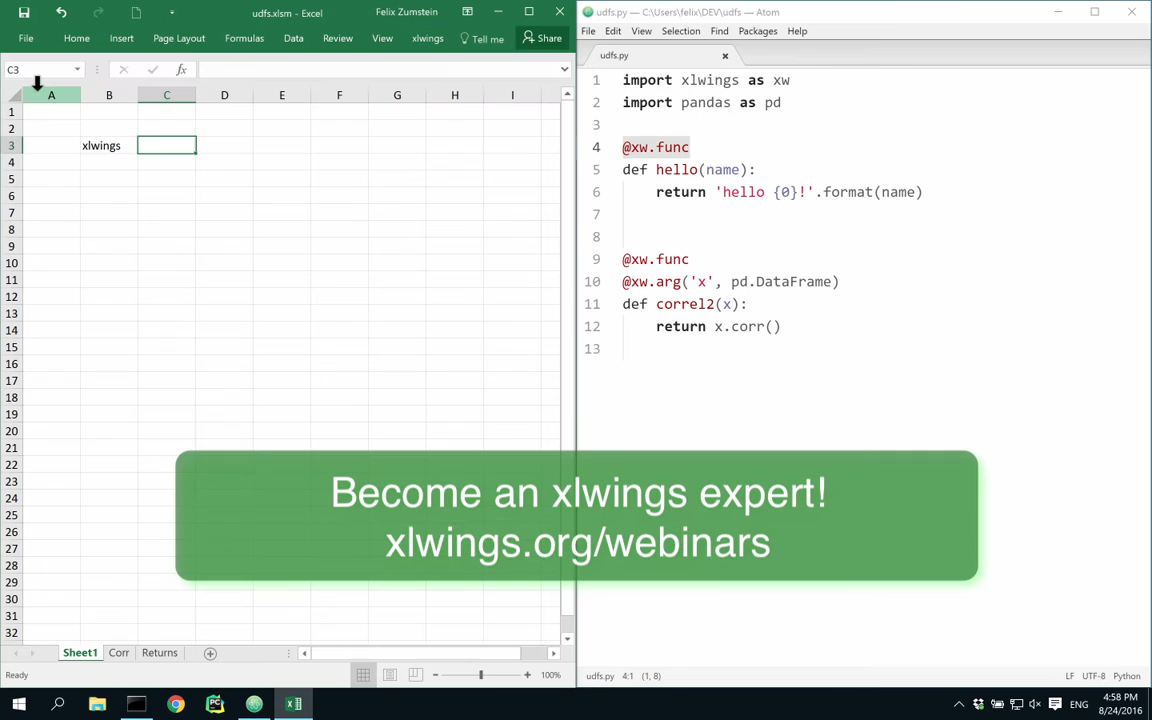 udfs.xlsm - Excel
Felix Zumstein
File Home Insert Page Layout Formulas Data Review View xlwings Tell me Share
C3
fx
A B C D E F G H I
1
2
3 xlwings
4
5
6
7
8
9
10
11
12
13
14
15
16
17
18
19
20
21
22
23
24
25
26
27
28
29
30
31
32
Sheet1 Corr Returns
Ready
100%
udfs.py — C:\Users\felix\DEV\udfs — Atom
File Edit View Selection Find Packages Help
udfs.py
1 import xlwings as xw
2 import pandas as pd
3
4 @xw.func
5 def hello(name):
6 return 'hello {0}!'.format(name)
7
8
9 @xw.func
10 @xw.arg('x', pd.DataFrame)
11 def correl2(x):
12 return x.corr()
13
Become an xlwings expert!
xlwings.org/webinars
udfs.py 4:1 (1, 8)
LF UTF-8 Python
PC
ENG
4:58 PM
8/24/2016